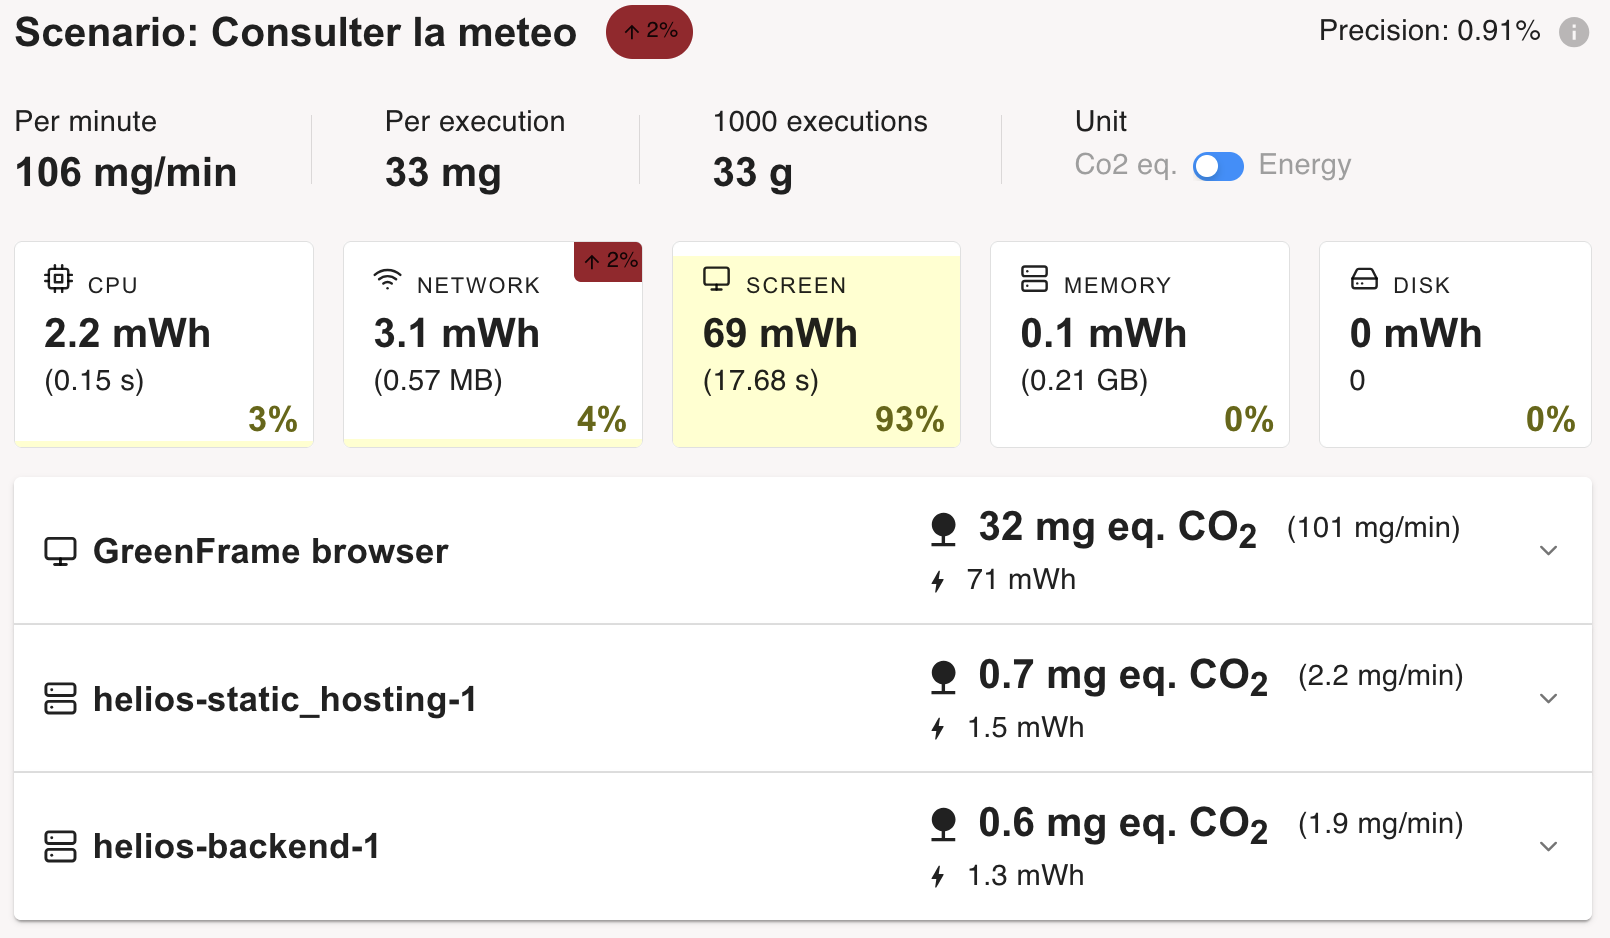 Scenario: Consulter la meteo ↑ 2% Precision: 0.91% i
Per minute
106 mg/min
Per execution
33 mg
1000 executions
33 g
Unit
Co2 eq. Energy
CPU
2.2 mWh
(0.15 s)
3%
↑ 2%
NETWORK
3.1 mWh
(0.57 MB)
4%
SCREEN
69 mWh
(17.68 s)
93%
MEMORY
0.1 mWh
(0.21 GB)
0%
DISK
0 mWh
0
0%
GreenFrame browser
32 mg eq. CO₂ (101 mg/min)
71 mWh
helios-static_hosting-1
0.7 mg eq. CO₂ (2.2 mg/min)
1.5 mWh
helios-backend-1
0.6 mg eq. CO₂ (1.9 mg/min)
1.3 mWh